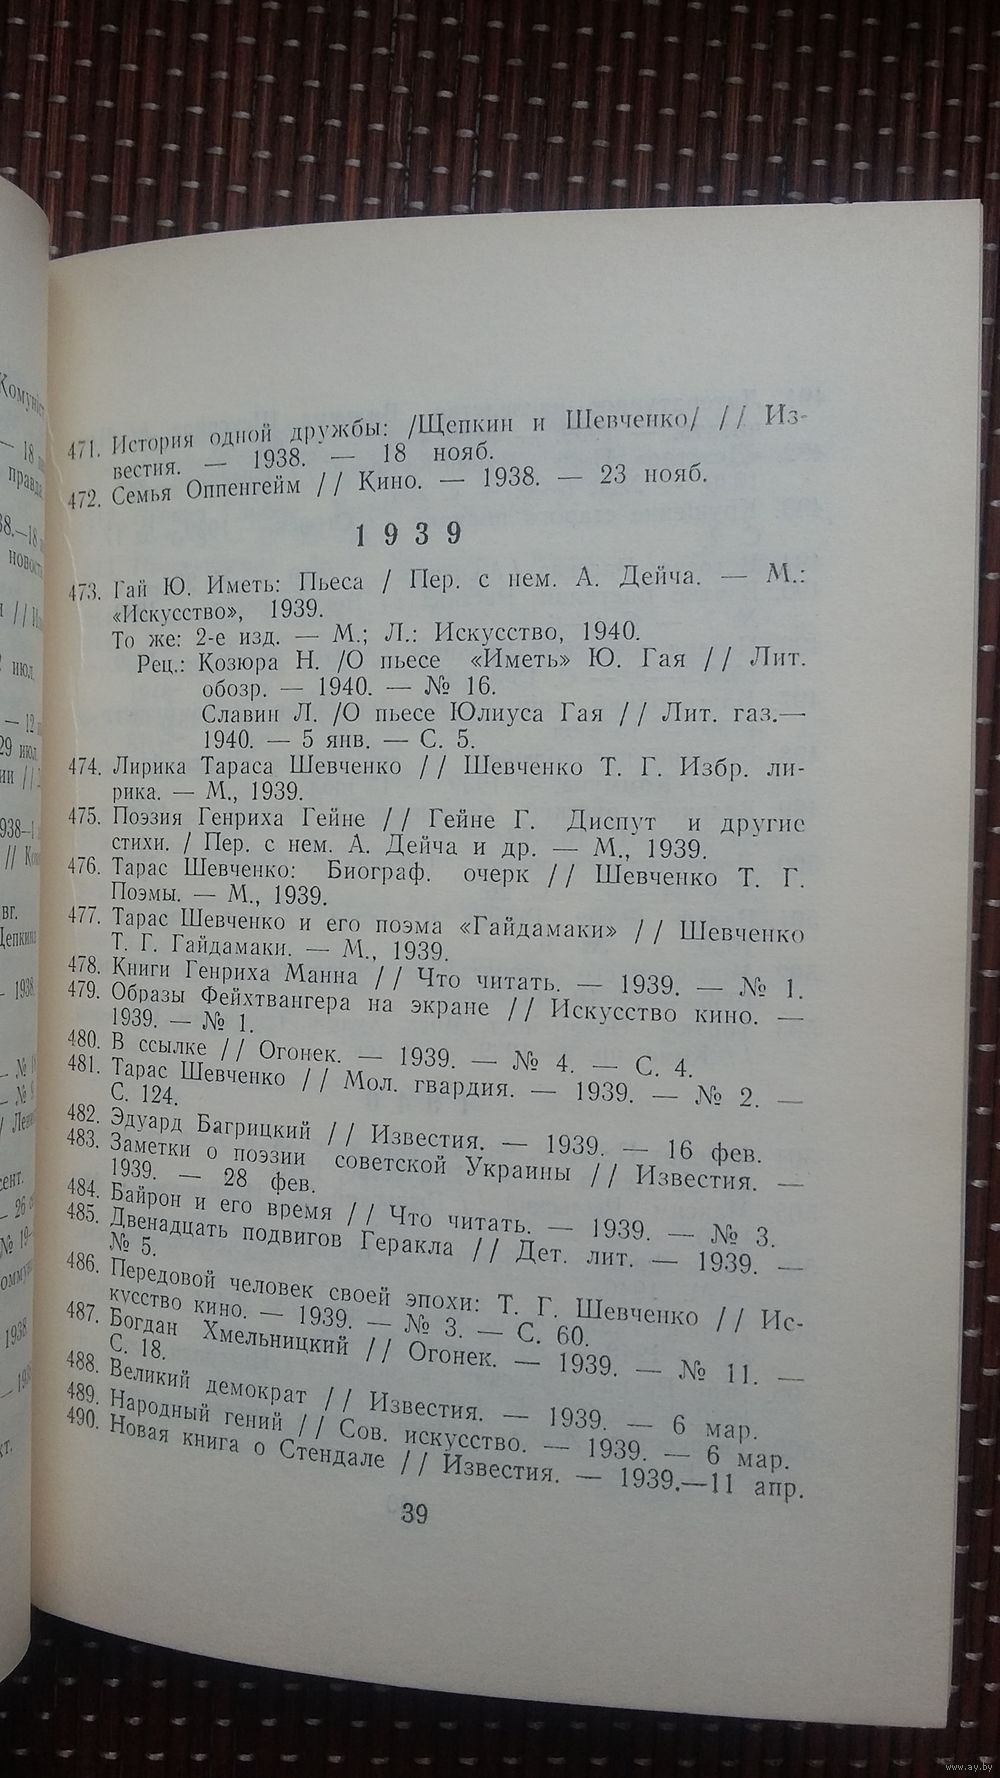 471. История одной дружбы: /Щепкин и Шевченко/ // Из-
вестия. — 1938. — 18 нояб.
472. Семья Оппенгейм // Кино. — 1938. — 23 нояб.
1939
473. Гай Ю. Иметь: Пьеса / Пер. с нем. А. Дейча. — М.:
«Искусство», 1939.
То же: 2-е изд. — М.; Л.: Искусство, 1940.
Рец.: Козюра Н. /О пьесе «Иметь» Ю. Гая // Лит.
обозр. — 1940. — № 16.
Славин Л. /О пьесе Юлиуса Гая // Лит. газ.—
1940. — 5 янв. — С. 5.
474. Лирика Тараса Шевченко // Шевченко Т. Г. Избр. ли-
рика. — М., 1939.
475. Поэзия Генриха Гейне // Гейне Г. Диспут и другие
стихи. / Пер. с нем. А. Дейча и др. — М., 1939.
476. Тарас Шевченко: Биограф. очерк // Шевченко Т. Г.
Поэмы. — М., 1939.
477. Тарас Шевченко и его поэма «Гайдамаки» // Шевченко
Т. Г. Гайдамаки. — М., 1939.
478. Книги Генриха Манна // Что читать. — 1939. — № 1.
479. Образы Фейхтвангера на экране // Искусство кино. —
1939. — № 1.
480. В ссылке // Огонек. — 1939. — № 4. — С. 4.
481. Тарас Шевченко // Мол. гвардия. — 1939. — № 2. —
С. 124.
482. Эдуард Багрицкий // Известия. — 1939. — 16 фев.
483. Заметки о поэзии советской Украины // Известия. —
1939. — 28 фев.
484. Байрон и его время // Что читать. — 1939. — № 3.
485. Двенадцать подвигов Геракла // Дет. лит. — 1939. —
№ 5.
486. Передовой человек своей эпохи: Т. Г. Шевченко // Ис-
кусство кино. — 1939. — № 3. — С. 60.
487. Богдан Хмельницкий // Огонек. — 1939. — № 11. —
С. 18.
488. Великий демократ // Известия. — 1939. — 6 мар.
489. Народный гений // Сов. искусство. — 1939. — 6 мар.
490. Новая книга о Стендале // Известия. — 1939.—11 апр.
39
www.ay.by